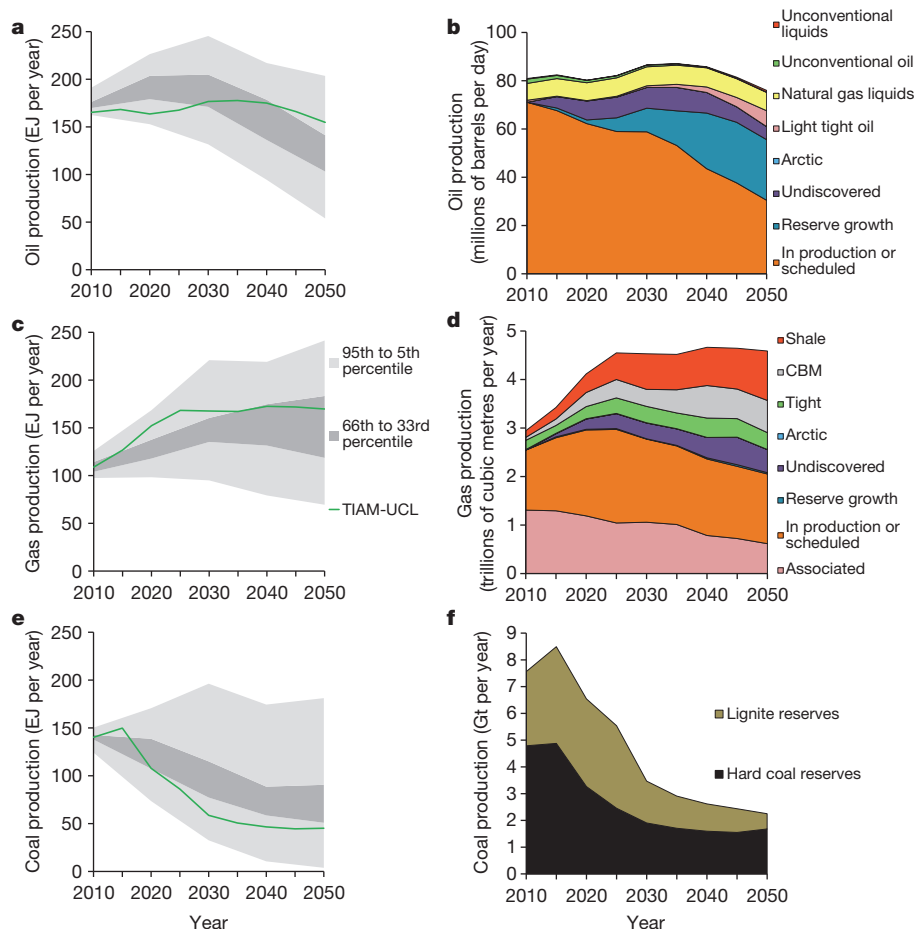 a
Oil production (EJ per year)
250
200
150
100
50
0
2010 2020 2030 2040 2050
b
Oil production
(millions of barrels per day)
100
80
60
40
20
0
2010 2020 2030 2040 2050
Unconventional
liquids
Unconventional oil
Natural gas liquids
Light tight oil
Arctic
Undiscovered
Reserve growth
In production or
scheduled
c
Gas production (EJ per year)
250
200
150
100
50
0
2010 2020 2030 2040 2050
95th to 5th
percentile
66th to 33rd
percentile
TIAM-UCL
d
Gas production
(trillions of cubic metres per year)
5
4
3
2
1
0
2010 2020 2030 2040 2050
Shale
CBM
Tight
Arctic
Undiscovered
Reserve growth
In production or
scheduled
Associated
e
Coal production (EJ per year)
250
200
150
100
50
0
2010 2020 2030 2040 2050
Year
f
Coal production (Gt per year)
9
8
7
6
5
4
3
2
1
0
2010 2020 2030 2040 2050
Year
Lignite reserves
Hard coal reserves